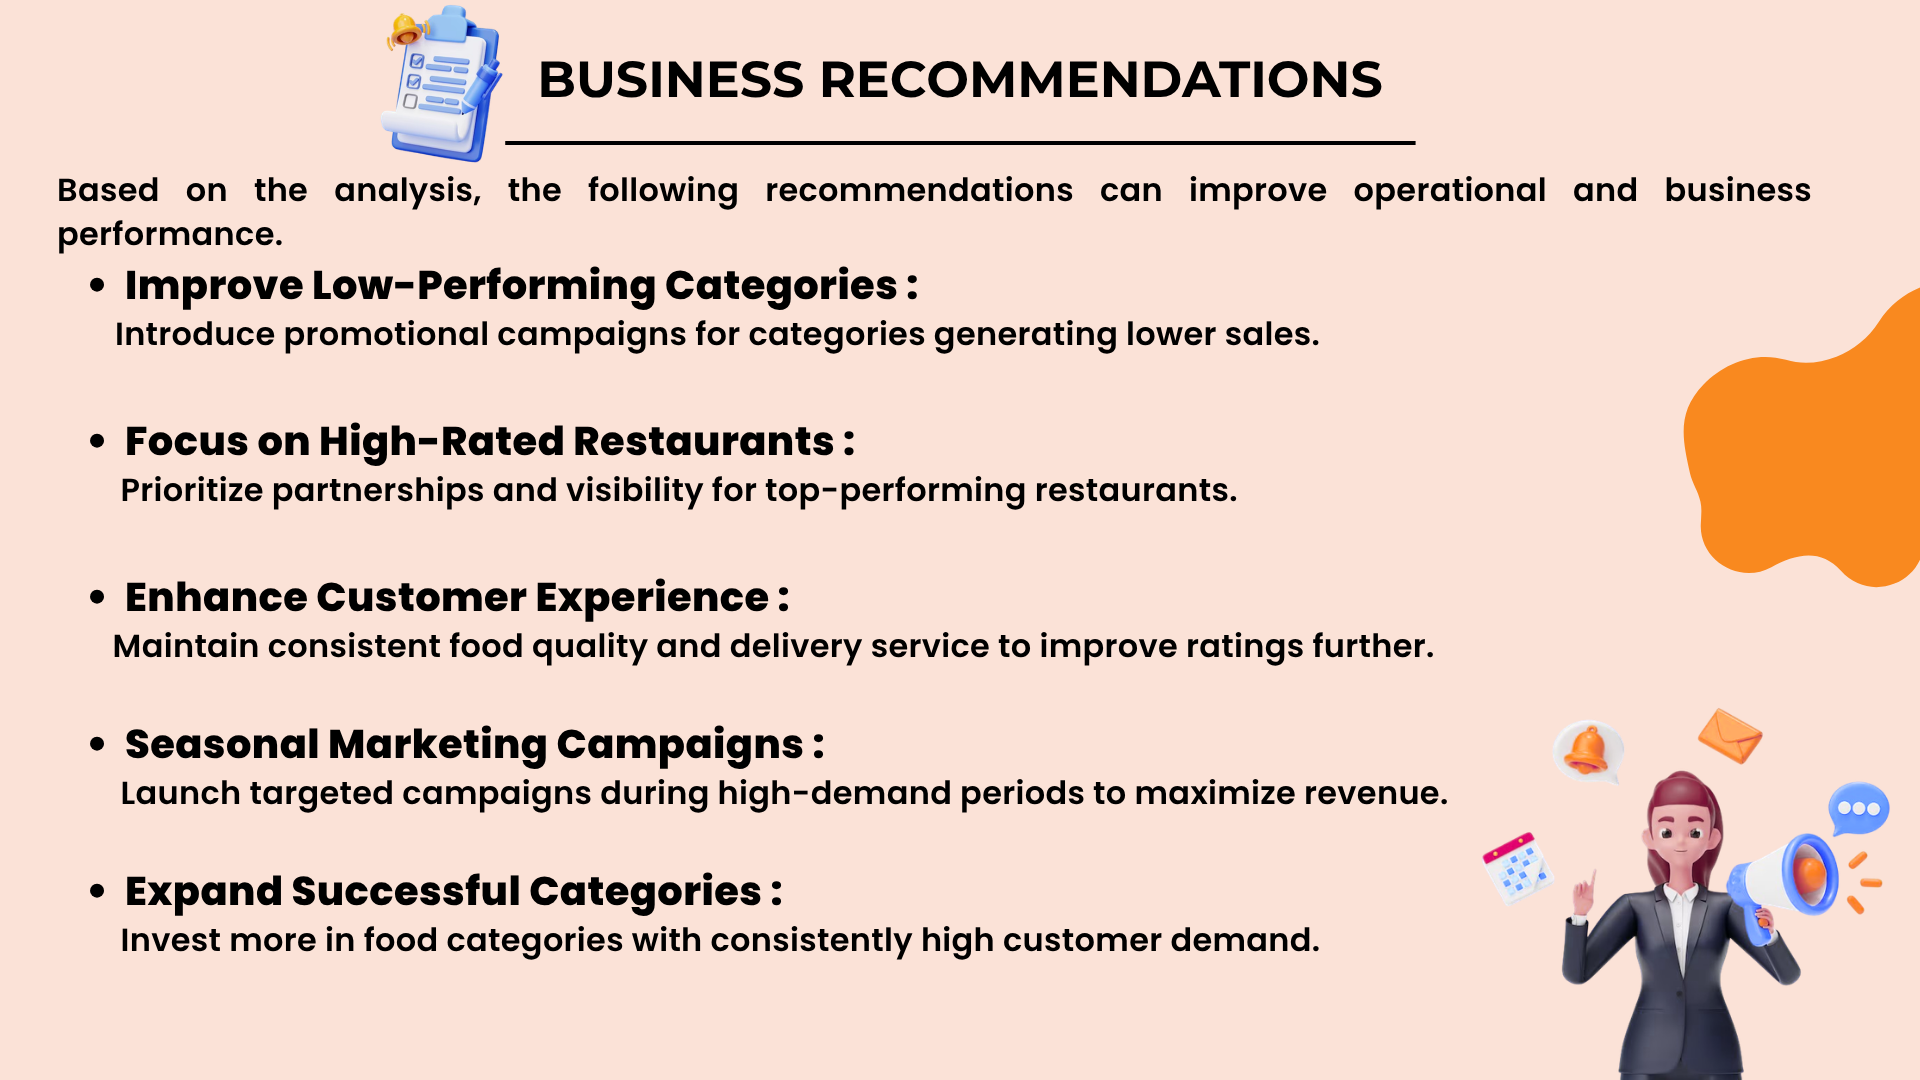 BUSINESS RECOMMENDATIONS
Based on the analysis, the following recommendations can improve operational and business
performance.
• Improve Low-Performing Categories :
Introduce promotional campaigns for categories generating lower sales.
• Focus on High-Rated Restaurants :
Prioritize partnerships and visibility for top-performing restaurants.
• Enhance Customer Experience :
Maintain consistent food quality and delivery service to improve ratings further.
• Seasonal Marketing Campaigns :
Launch targeted campaigns during high-demand periods to maximize revenue.
• Expand Successful Categories :
Invest more in food categories with consistently high customer demand.